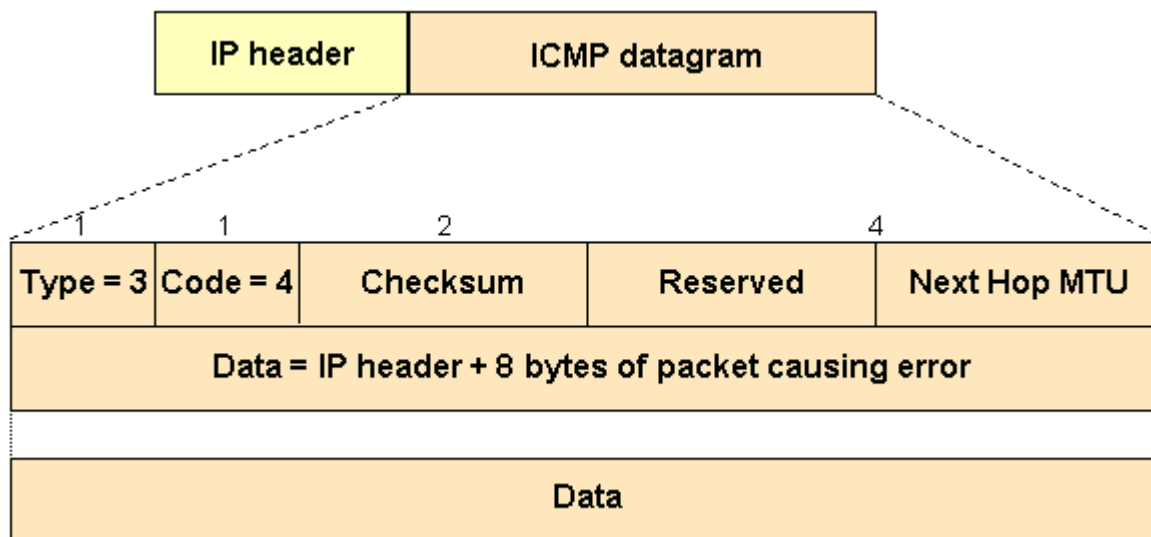 IP header ICMP datagram
1 1 2 4
Type = 3 Code = 4 Checksum Reserved Next Hop MTU
Data = IP header + 8 bytes of packet causing error
Data